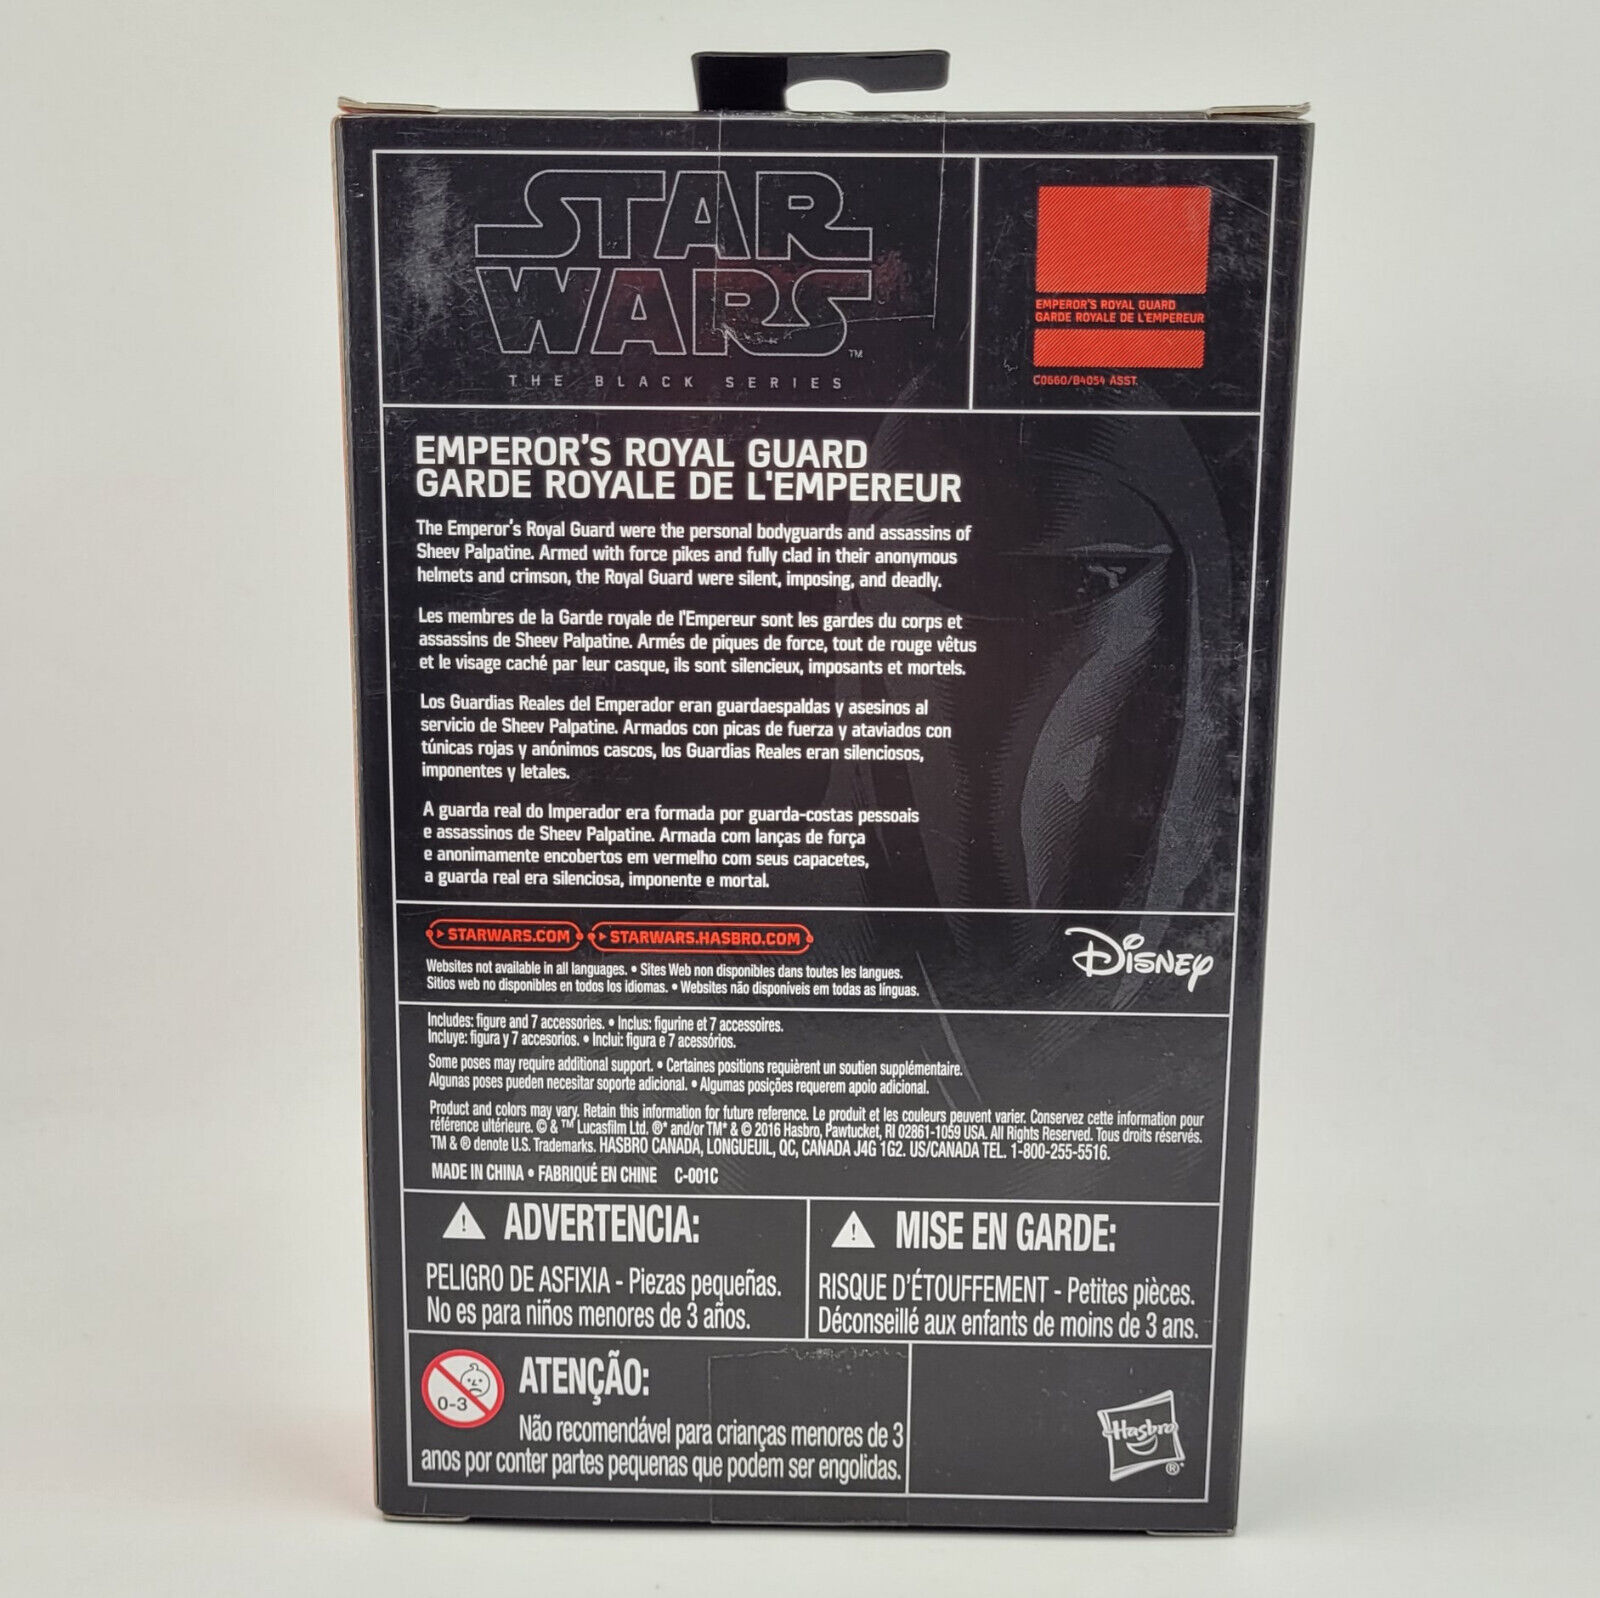 STAR
WARS
™
THE BLACK SERIES
EMPEROR'S ROYAL GUARD
GARDE ROYALE DE L'EMPEREUR
C0660/B4054 ASST.
EMPEROR'S ROYAL GUARD
GARDE ROYALE DE L'EMPEREUR
The Emperor's Royal Guard were the personal bodyguards and assassins of
Sheev Palpatine. Armed with force pikes and fully clad in their anonymous
helmets and crimson, the Royal Guard were silent, imposing, and deadly.
Les membres de la Garde royale de l'Empereur sont les gardes du corps et
assassins de Sheev Palpatine. Armés de piques de force, tout de rouge vêtus
et le visage caché par leur casque, ils sont silencieux, imposants et mortels.
Los Guardias Reales del Emperador eran guardaespaldas y asesinos al
servicio de Sheev Palpatine. Armados con picas de fuerza y ataviados con
túnicas rojas y anónimos cascos, los Guardias Reales eran silenciosos,
imponentes y letales.
A guarda real do Imperador era formada por guarda-costas pessoais
e assassinos de Sheev Palpatine. Armada com lanças de força
e anonimamente encobertos em vermelho com seus capacetes,
a guarda real era silenciosa, imponente e mortal.
STARWARS.COM STARWARS.HASBRO.COM
Disney
Websites not available in all languages. • Sites Web non disponibles dans toutes les langues.
Sitios web no disponibles en todos los idiomas. • Websites não disponíveis em todas as línguas.
Includes: figure and 7 accessories. • Inclus: figurine et 7 accessoires.
Incluye: figura y 7 accesorios. • Inclui: figura e 7 acessórios.
Some poses may require additional support. • Certaines positions requièrent un soutien supplémentaire.
Algunas poses pueden necesitar soporte adicional. • Algumas posições requerem apoio adicional.
Product and colors may vary. Retain this information for future reference. Le produit et les couleurs peuvent varier. Conservez cette information pour
référence ultérieure. © & ™ Lucasfilm Ltd. ®* and/or TM* & © 2016 Hasbro, Pawtucket, RI 02861-1059 USA. All Rights Reserved. Tous droits réservés.
TM & ® denote U.S. Trademarks. HASBRO CANADA, LONGUEUIL, QC, CANADA J4G 1G2. US/CANADA TEL. 1-800-255-5516.
MADE IN CHINA • FABRIQUÉ EN CHINE C-001C
ADVERTENCIA:
PELIGRO DE ASFIXIA - Piezas pequeñas.
No es para niños menores de 3 años.
MISE EN GARDE:
RISQUE D'ÉTOUFFEMENT - Petites pièces.
Déconseillé aux enfants de moins de 3 ans.
0-3
ATENÇÃO:
Não recomendável para crianças menores de 3
anos por conter partes pequenas que podem ser engolidas.
Hasbro
®*